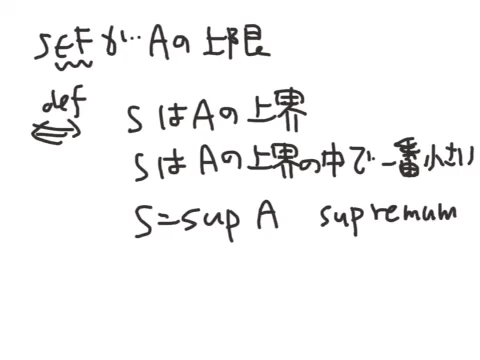 s∈Fが Aの上限
def
⇔ sはAの上界
sはAの上界の中で一番小さい
s=sup A supremum